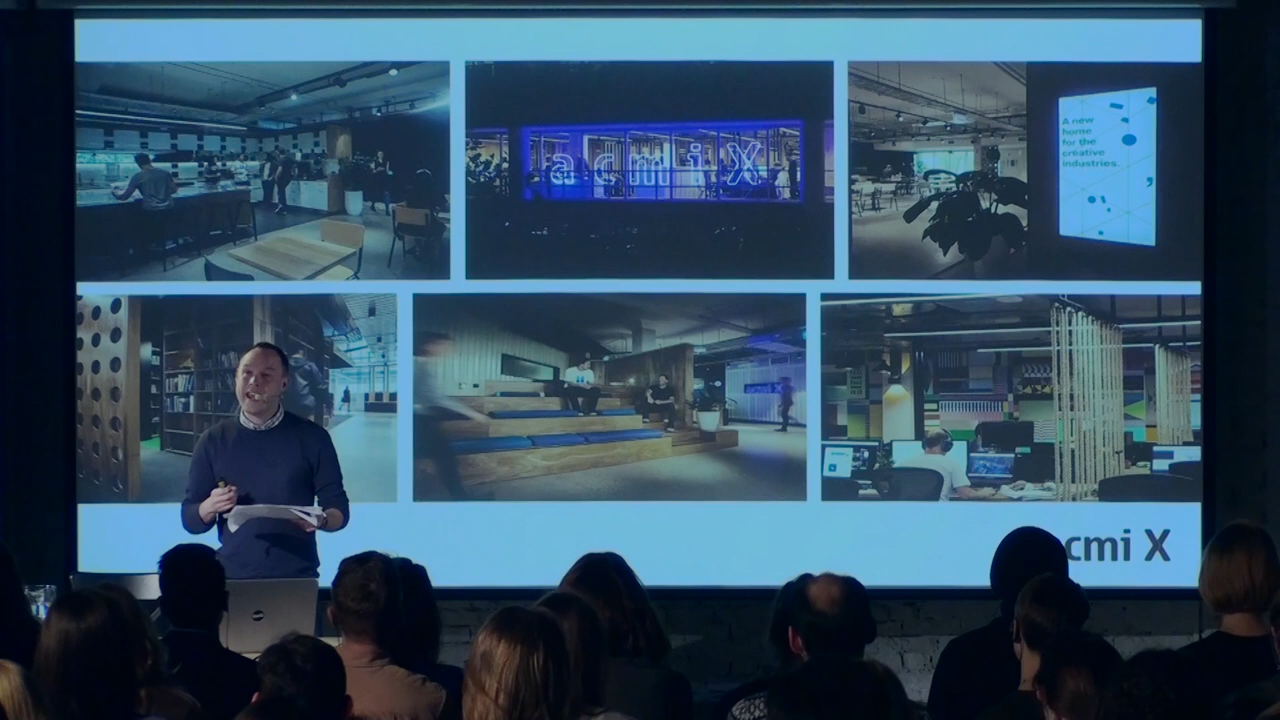 acmi X
A new
home
for the
creative
industries.
cmi X